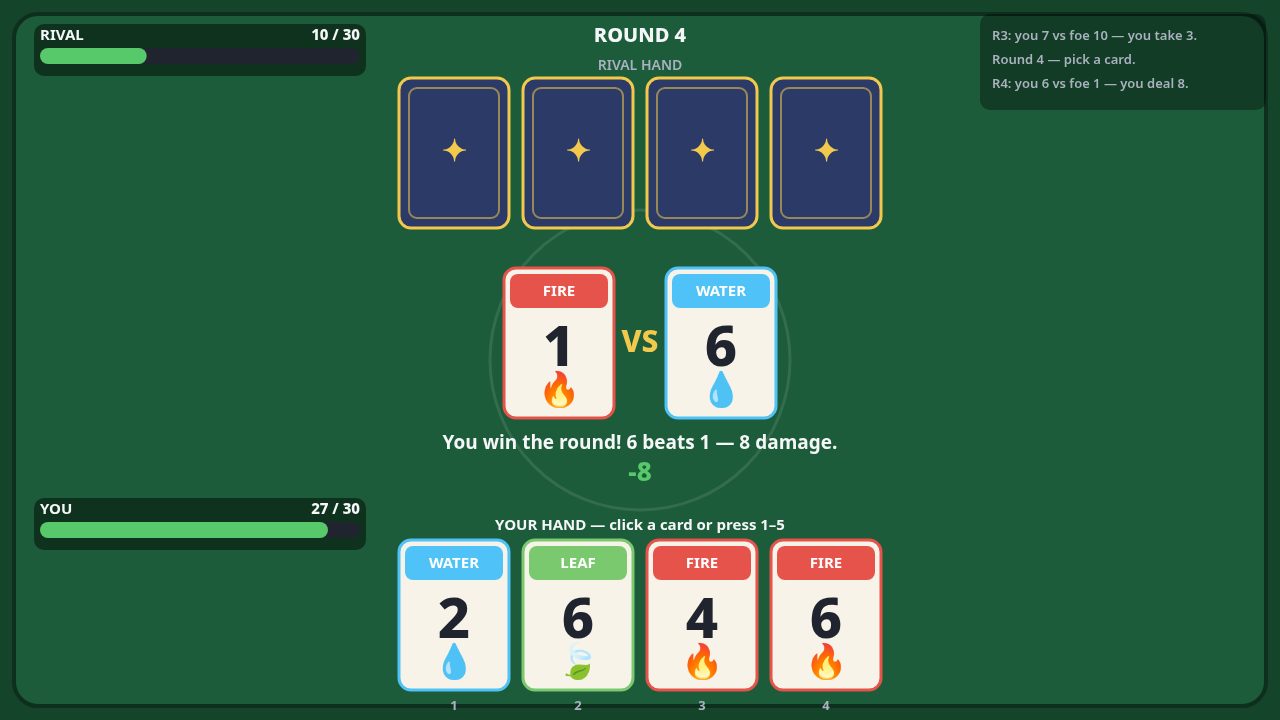 RIVAL 10 / 30
ROUND 4
RIVAL HAND
R3: you 7 vs foe 10 — you take 3.
Round 4 — pick a card.
R4: you 6 vs foe 1 — you deal 8.
FIRE
1
VS
WATER
6
You win the round! 6 beats 1 — 8 damage.
-8
YOU 27 / 30
YOUR HAND — click a card or press 1–5
WATER
2
LEAF
6
FIRE
4
FIRE
6
1 2 3 4